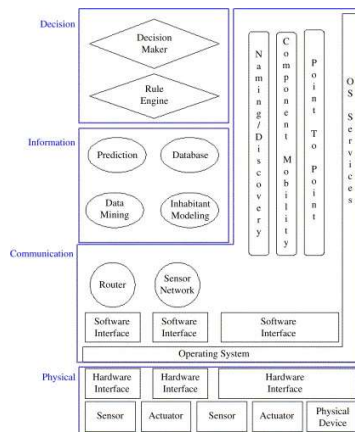 Decision
Decision
Maker
Rule
Engine
Information
Prediction
Database
Data
Mining
Inhabitant
Modeling
Naming/Discovery
Component Mobility
Point To Point
OS Services
Communication
Router
Sensor
Network
Software
Interface
Software
Interface
Software
Interface
Operating System
Physical
Hardware
Interface
Hardware
Interface
Hardware
Interface
Sensor
Actuator
Sensor
Actuator
Physical
Device